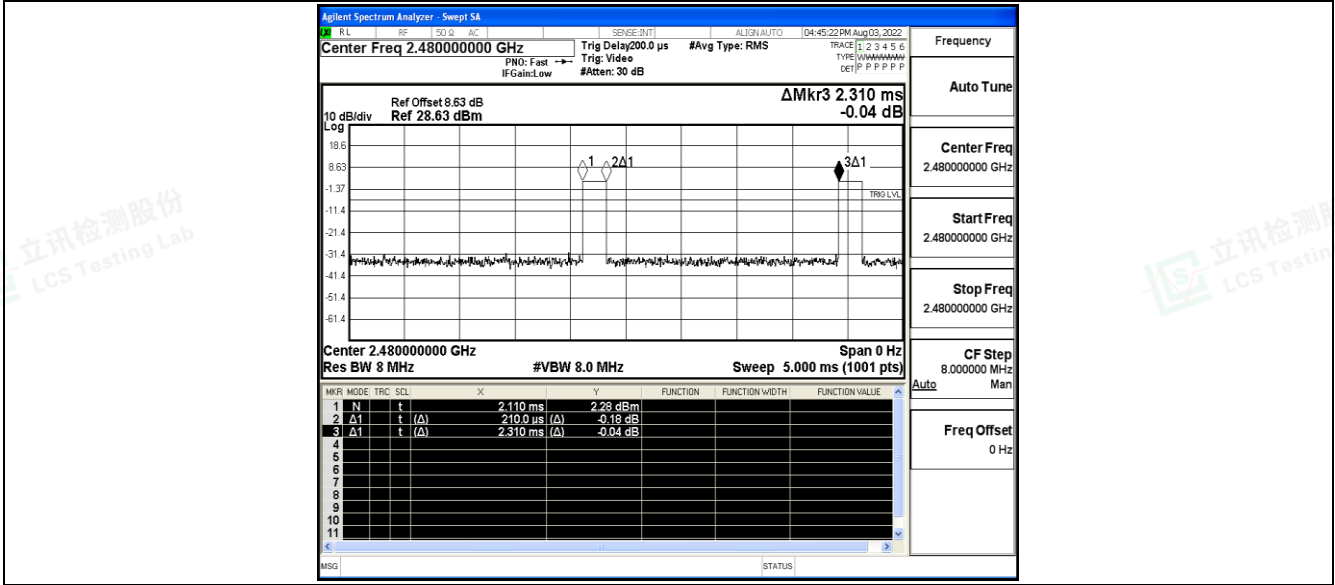 Agilent Spectrum Analyzer - Swept SA
RL RF 50 Ω AC SENSE:INT ALIGN AUTO 04:45:22 PM Aug 03, 2022
Center Freq 2.480000000 GHz
PNO: Fast
IFGain:Low
Trig Delay200.0 µs
Trig: Video
#Atten: 30 dB
#Avg Type: RMS
TRACE 1 2 3 4 5 6
TYPE
DET P P P P P P
Frequency
Auto Tune
Center Freq
2.480000000 GHz
Start Freq
2.480000000 GHz
Stop Freq
2.480000000 GHz
CF Step
8.000000 MHz
Auto Man
Freq Offset
0 Hz
ΔMkr3 2.310 ms
-0.04 dB
Ref Offset 8.63 dB
10 dB/div Ref 28.63 dBm
Log
18.6
8.63
-1.37
-11.4
-21.4
-31.4
-41.4
-51.4
-61.4
1 2Δ1 3Δ1
TRIG LVL
Center 2.480000000 GHz Span 0 Hz
Res BW 8 MHz #VBW 8.0 MHz Sweep 5.000 ms (1001 pts)
MKR MODE TRC SCL X Y FUNCTION FUNCTION WIDTH FUNCTION VALUE
1 N t 2.110 ms 2.28 dBm
2 Δ1 t (Δ) 210.0 µs (Δ) -0.18 dB
3 Δ1 t (Δ) 2.310 ms (Δ) -0.04 dB
4
5
6
7
8
9
10
11
MSG STATUS
立讯检测股份
LCS Testing Lab
立讯检测
LCS Testin